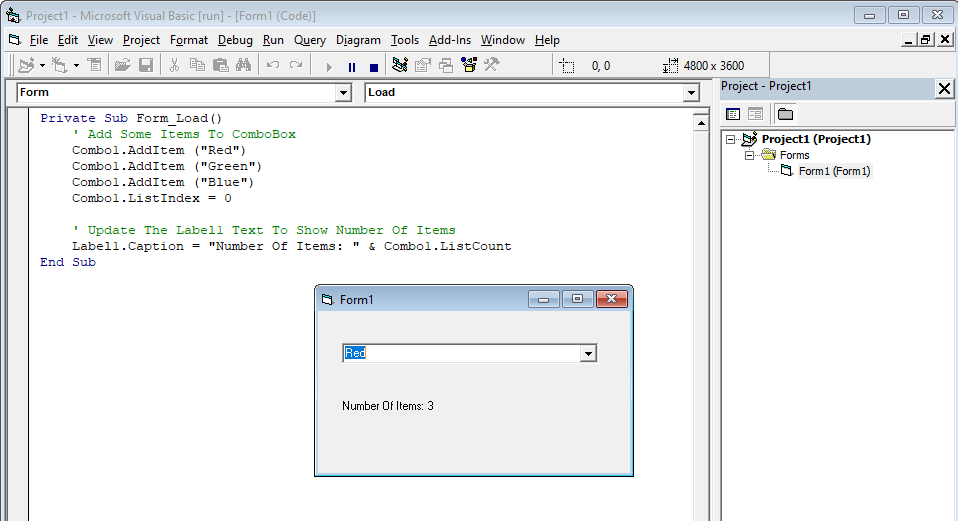 Project1 - Microsoft Visual Basic [run] - [Form1 (Code)]
File Edit View Project Format Debug Run Query Diagram Tools Add-Ins Window Help
0, 0 4800 x 3600
Form Load
Project - Project1
Private Sub Form_Load()
' Add Some Items To ComboBox
Combo1.AddItem ("Red")
Combo1.AddItem ("Green")
Combo1.AddItem ("Blue")
Combo1.ListIndex = 0
' Update The Label1 Text To Show Number Of Items
Label1.Caption = "Number Of Items: " & Combo1.ListCount
End Sub
Project1 (Project1)
Forms
Form1 (Form1)
Form1
Red
Number Of Items: 3